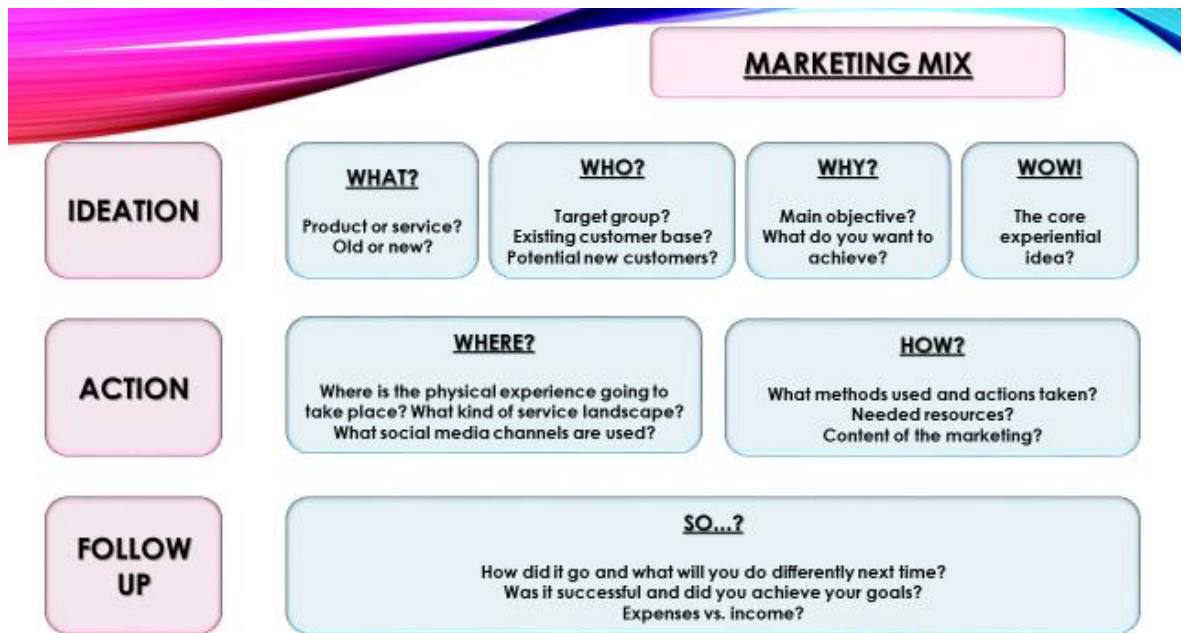 MARKETING MIX
IDEATION
WHAT?
Product or service?
Old or new?
WHO?
Target group?
Existing customer base?
Potential new customers?
WHY?
Main objective?
What do you want to
achieve?
WOW!
The core
experiential
idea?
ACTION
WHERE?
Where is the physical experience going to
take place? What kind of service landscape?
What social media channels are used?
HOW?
What methods used and actions taken?
Needed resources?
Content of the marketing?
FOLLOW
UP
SO...?
How did it go and what will you do differently next time?
Was it successful and did you achieve your goals?
Expenses vs. income?